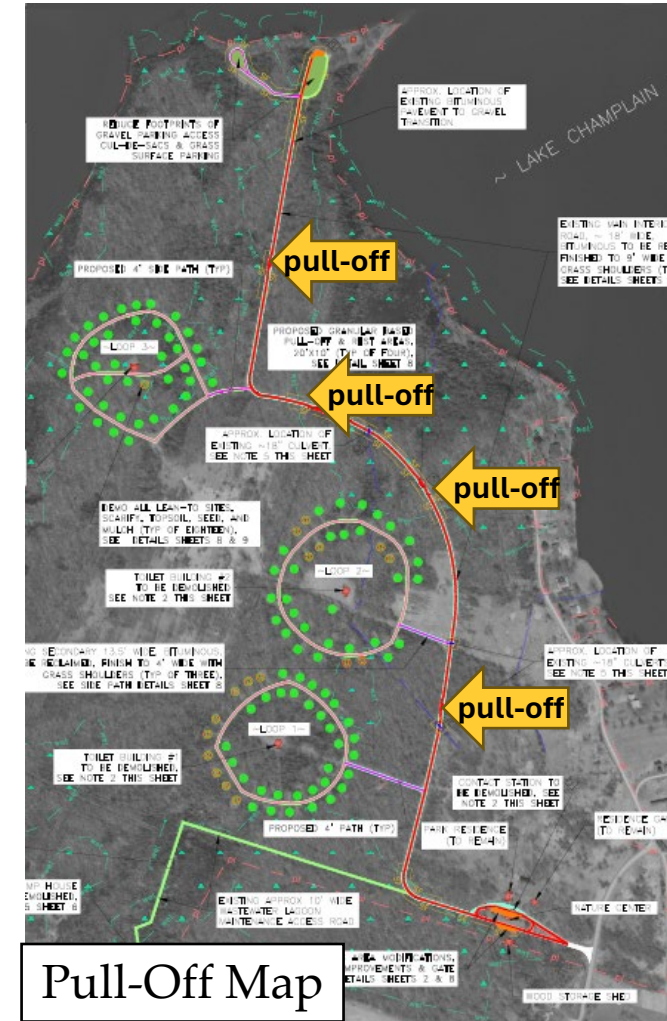 REDUCE FOOTPRINTS OF
GRAVEL PARKING ACCESS
CUL-DE-SACS & GRASS
SURFACE PARKING
APPROX. LOCATION OF
EXISTING BITUMINOUS
PAVEMENT TO GRAVEL
TRANSITION
~ LAKE CHAMPLAIN
EXISTING MAIN INTERIO
ROAD, ~ 18' WIDE,
BITUMINOUS TO BE RE
FINISHED TO 9' WIDE
GRASS SHOULDERS (T
SEE DETAILS SHEETS
PROPOSED 4' SIDE PATH (TYP)
pull-off
PROPOSED GRANULAR BASED
PULL-OFF & REST AREAS,
20'X10' (TYP OF FOUR),
SEE DETAIL SHEET 8
~LOOP 3~
pull-off
APPROX. LOCATION OF
EXISTING ~18" CULVERT,
SEE NOTE 5 THIS SHEET
pull-off
DEMO ALL LEAN-TO SITES,
SCARIFY, TOPSOIL, SEED, AND
MULCH (TYP OF EIGHTEEN),
SEE DETAILS SHEETS 8 & 9
TOILET BUILDING #2
TO BE DEMOLISHED
SEE NOTE 2 THIS SHEET
~LOOP 2~
NG SECONDARY 13.5' WIDE, BITUMINOUS,
BE RECLAIMED, FINISH TO 4' WIDE WITH
GRASS SHOULDERS (TYP OF THREE),
SEE SIDE PATH DETAILS SHEET 8
APPROX. LOCATION OF
EXISTING ~18" CULVERT
SEE NOTE 5 THIS SHEET
pull-off
~LOOP 1~
TOILET BUILDING #1
TO BE DEMOLISHED,
SEE NOTE 2 THIS SHEET
CONTACT STATION TO
BE DEMOLISHED, SEE
NOTE 2 THIS SHEET
PROPOSED 4' PATH (TYP)
PARK RESIDENCE
(TO REMAIN)
RESIDENCE GA
(TO REMAIN)
MP HOUSE
EMOLISHED,
S SHEET 6
EXISTING APPROX 10' WIDE
WASTEWATER LAGOON
MAINTENANCE ACCESS ROAD
NATURE CENTER
AREA MODIFICATIONS,
MPROVEMENTS & GATE
ETAILS SHEETS 2 & 8
WOOD STORAGE SHED
Pull-Off Map